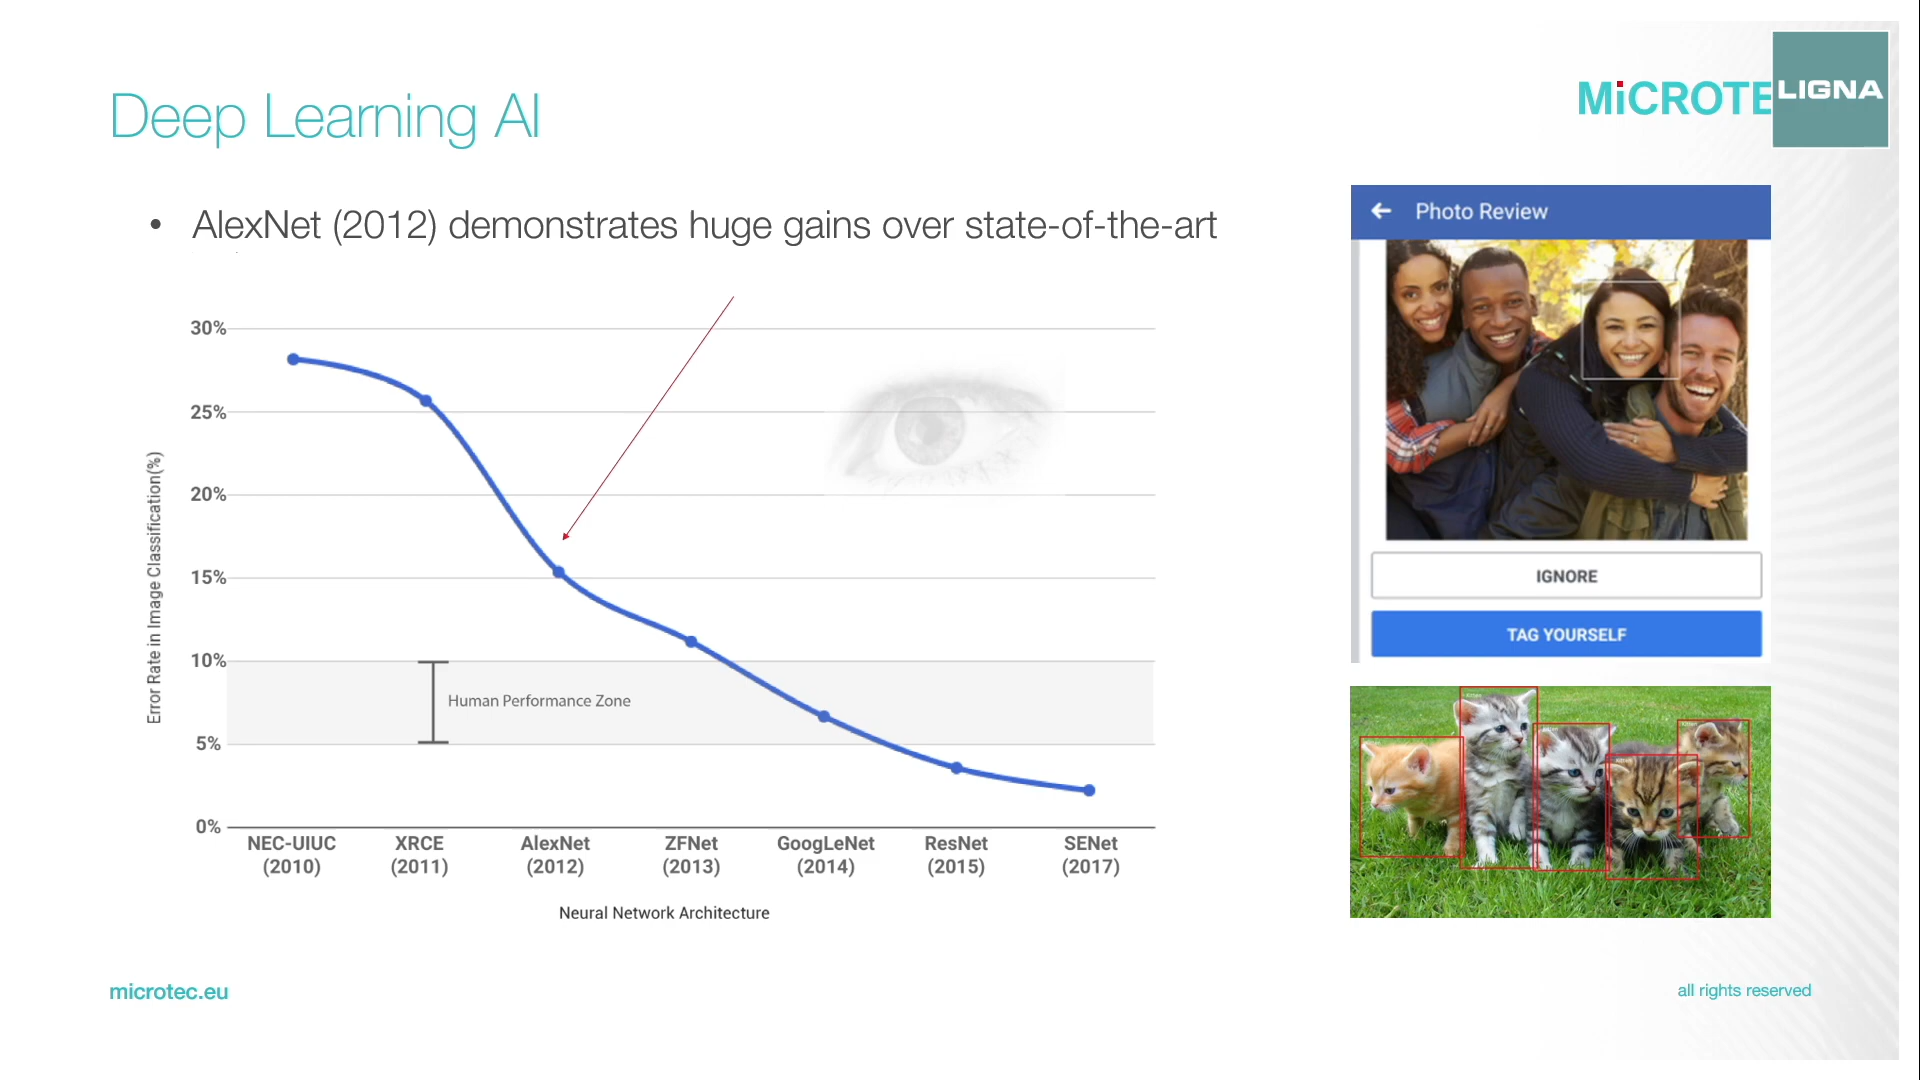 Deep Learning AI
MiCROTE
LIGNA
• AlexNet (2012) demonstrates huge gains over state-of-the-art
30%
25%
20%
15%
10%
5%
0%
Error Rate in Image Classification(%)
Human Performance Zone
NEC-UIUC
(2010)
XRCE
(2011)
AlexNet
(2012)
ZFNet
(2013)
GoogLeNet
(2014)
ResNet
(2015)
SENet
(2017)
Neural Network Architecture
Photo Review
IGNORE
TAG YOURSELF
microtec.eu
all rights reserved